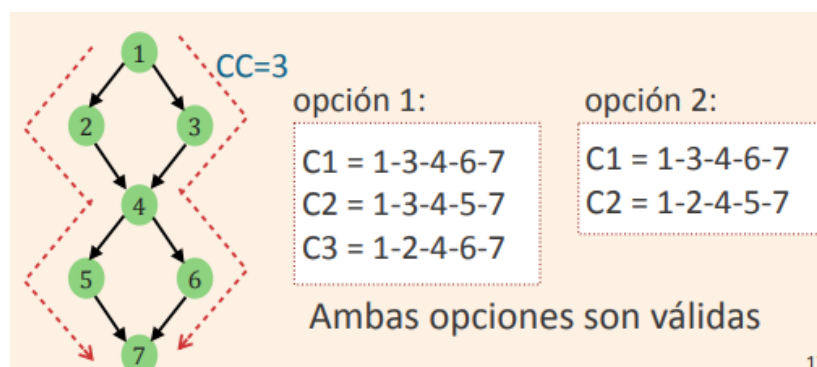 1
CC=3
2
3
4
5
6
7
opción 1:
C1 = 1-3-4-6-7
C2 = 1-3-4-5-7
C3 = 1-2-4-6-7
opción 2:
C1 = 1-3-4-6-7
C2 = 1-2-4-5-7
Ambas opciones son válidas